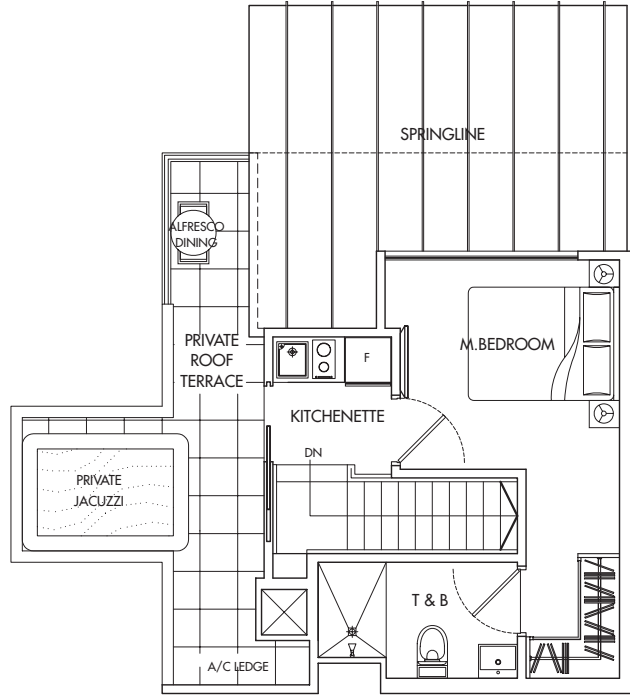 SPRINGLINE
ALFRESCO
DINING
PRIVATE
ROOF
TERRACE
F
M.BEDROOM
KITCHENETTE
DN
PRIVATE
JACUZZI
T & B
A/C LEDGE